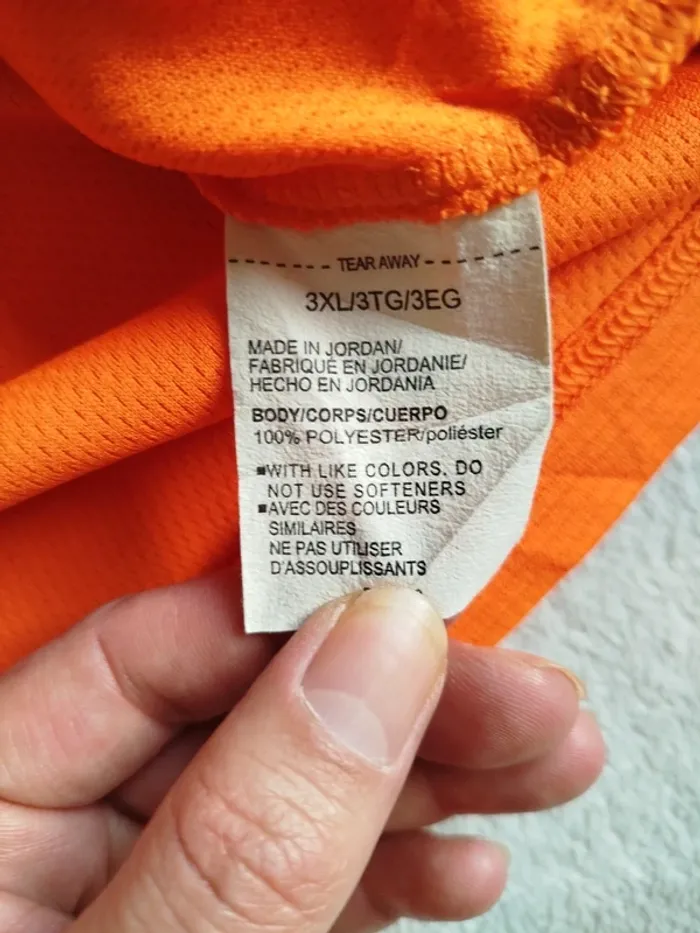 TEAR AWAY
3XL/3TG/3EG
MADE IN JORDAN/
FABRIQUÉ EN JORDANIE/
HECHO EN JORDANIA
BODY/CORPS/CUERPO
100% POLYESTER/poliéster
▪WITH LIKE COLORS. DO
NOT USE SOFTENERS
▪AVEC DES COULEURS
SIMILAIRES
NE PAS UTILISER
D'ASSOUPLISSANTS